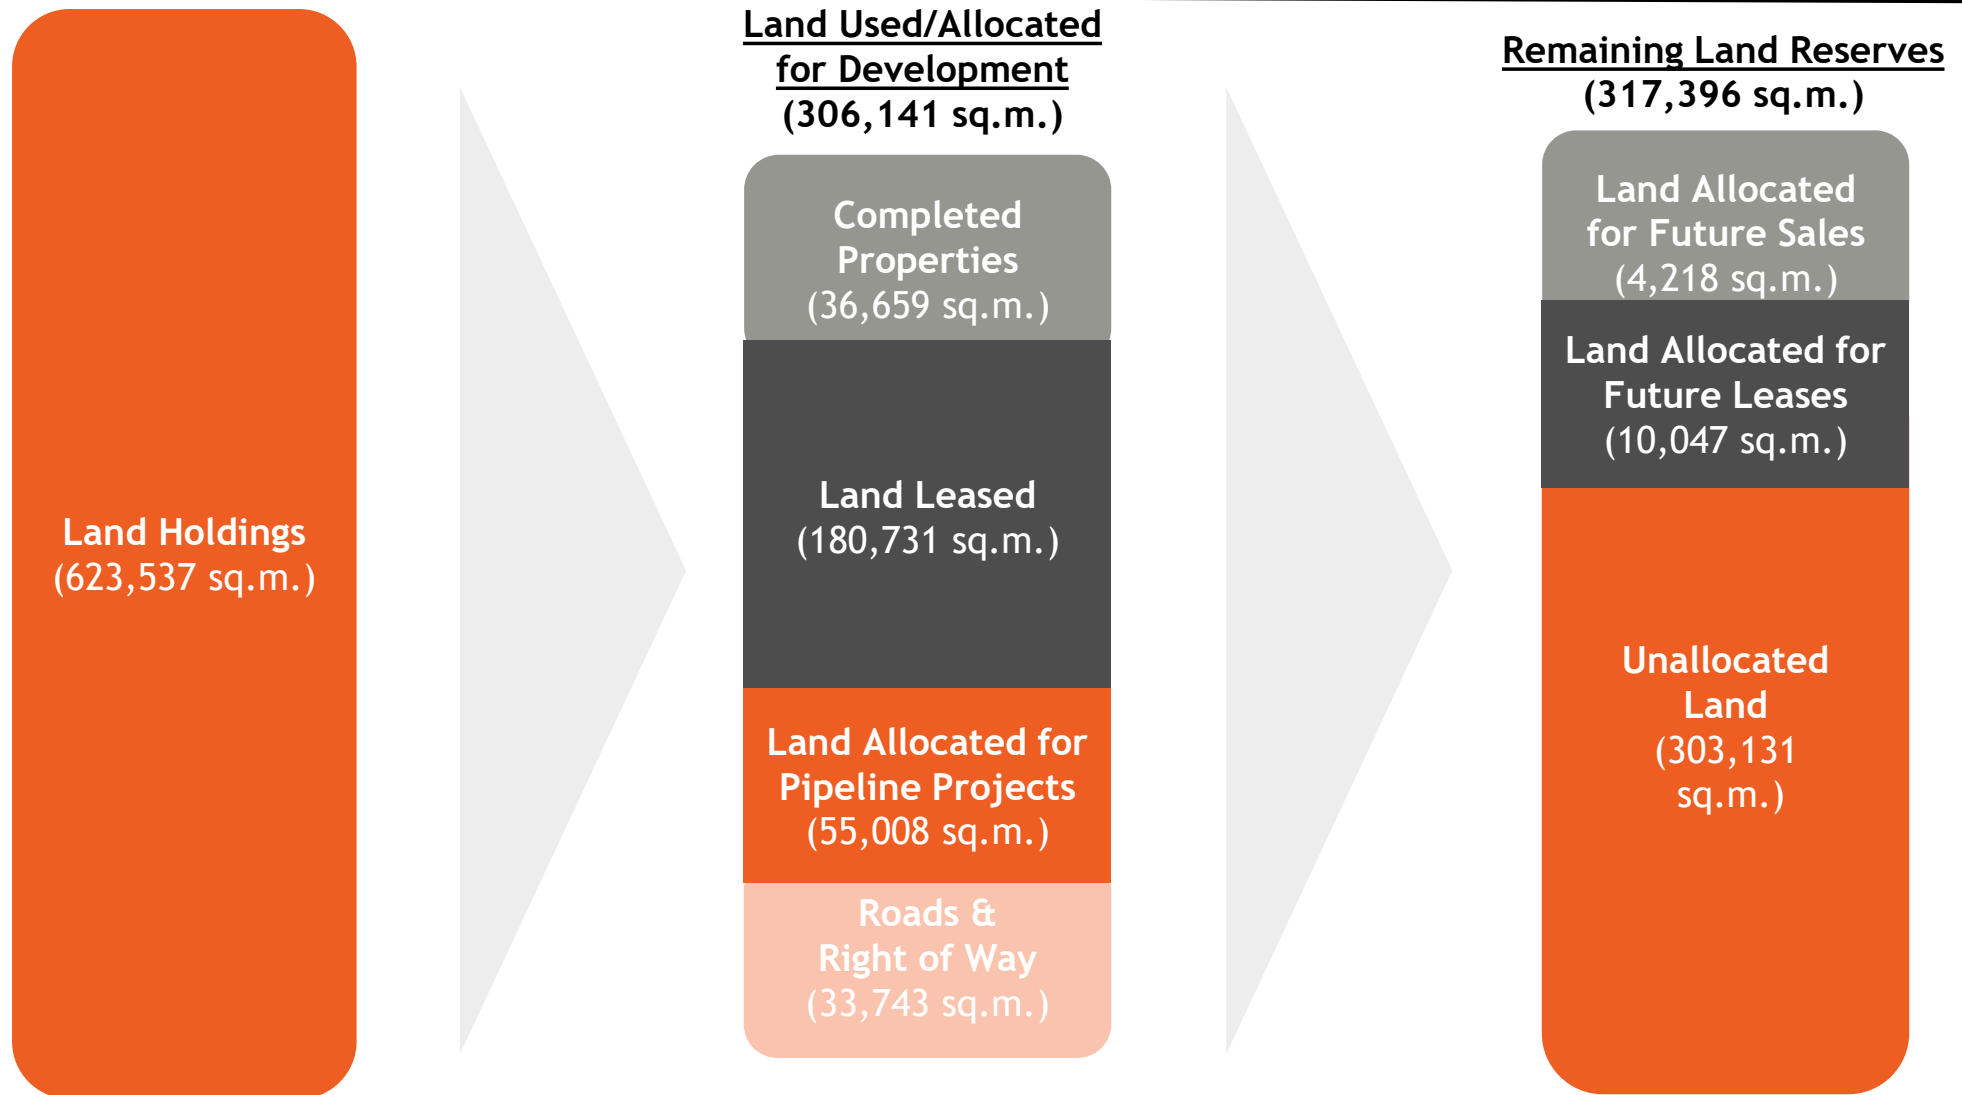 Land Holdings
(623,537 sq.m.)
Land Used/Allocated
for Development
(306,141 sq.m.)
Completed
Properties
(36,659 sq.m.)
Land Leased
(180,731 sq.m.)
Land Allocated for
Pipeline Projects
(55,008 sq.m.)
Roads &
Right of Way
(33,743 sq.m.)
Remaining Land Reserves
(317,396 sq.m.)
Land Allocated
for Future Sales
(4,218 sq.m.)
Land Allocated for
Future Leases
(10,047 sq.m.)
Unallocated
Land
(303,131
sq.m.)